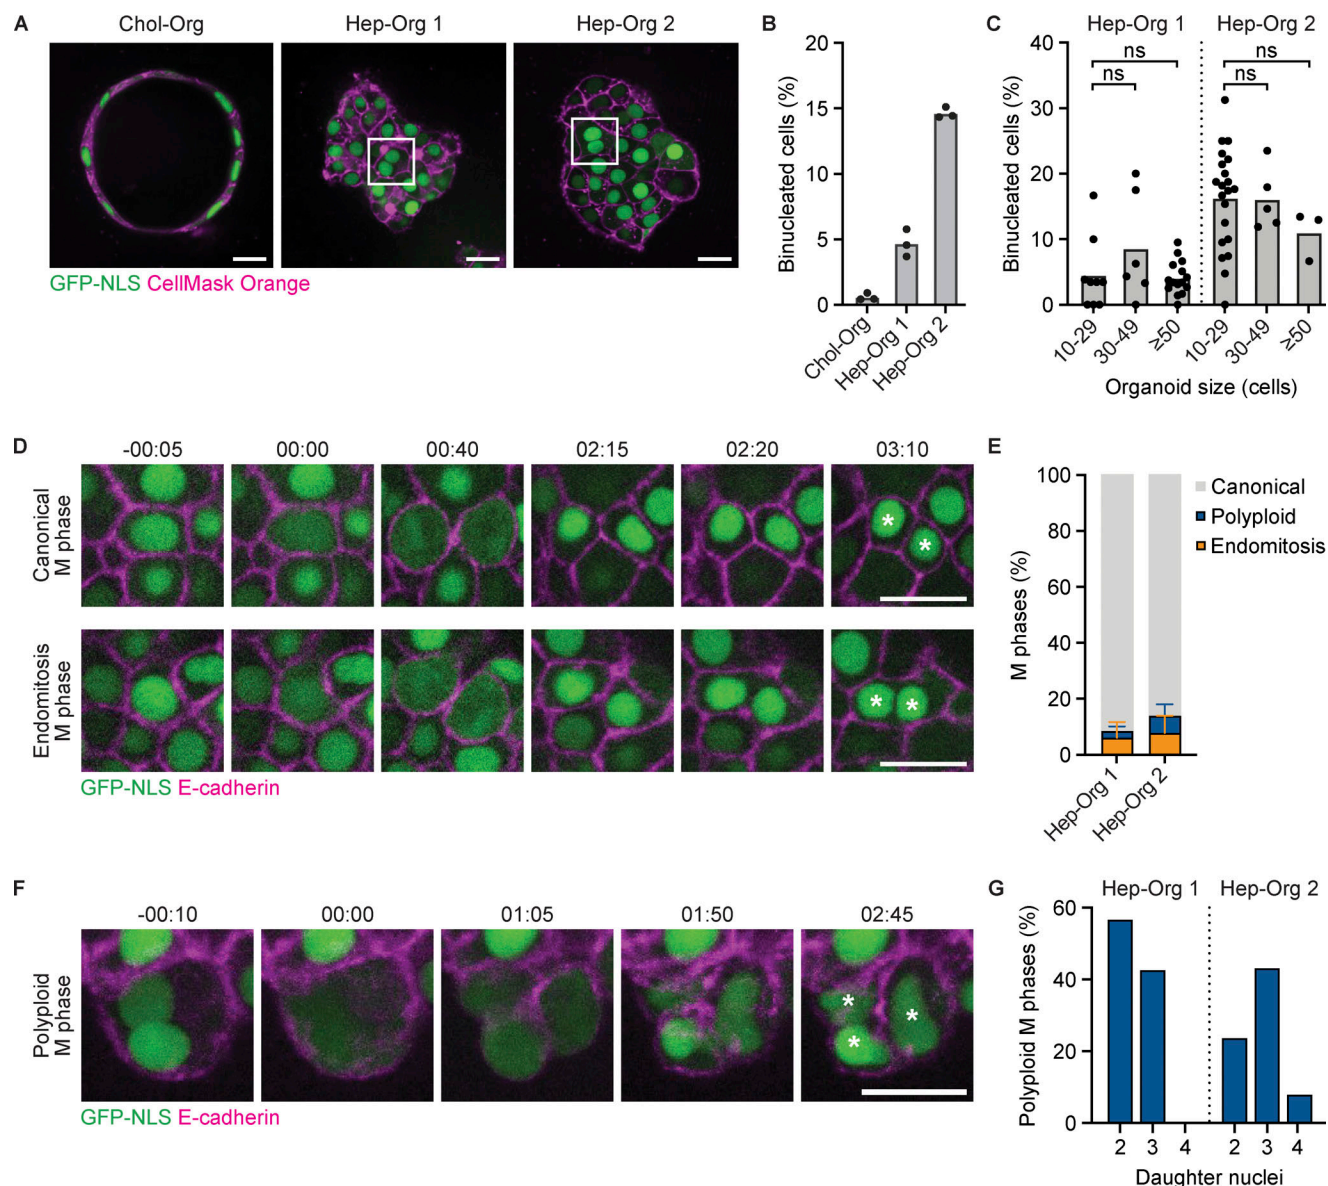 A
Chol-Org
Hep-Org 1
Hep-Org 2
GFP-NLS CellMask Orange
B
Binucleated cells (%)
20
15
10
5
0
Chol-Org
Hep-Org 1
Hep-Org 2
C
Hep-Org 1
Hep-Org 2
Binucleated cells (%)
40
30
20
10
0
ns
ns
ns
ns
10-29
30-49
≥50
10-29
30-49
≥50
Organoid size (cells)
D
-00:05
00:00
00:40
02:15
02:20
03:10
Canonical
M phase
* *
Endomitosis
M phase
* *
GFP-NLS E-cadherin
E
M phases (%)
100
80
60
40
20
0
Canonical
Polyploid
Endomitosis
Hep-Org 1
Hep-Org 2
F
-00:10
00:00
01:05
01:50
02:45
Polyploid
M phase
* * *
GFP-NLS E-cadherin
G
Hep-Org 1
Hep-Org 2
Polyploid M phases (%)
60
40
20
0
2 3 4 2 3 4
Daughter nuclei